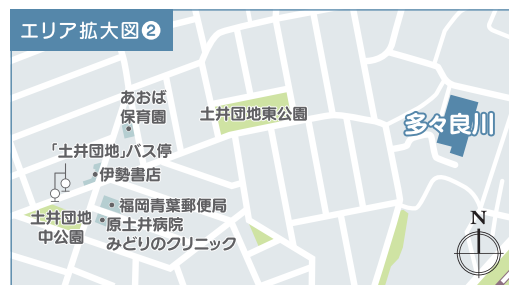 エリア拡大図❷
あおば
保育園
土井団地東公園
多々良川
「土井団地」バス停
伊勢書店
福岡青葉郵便局
土井団地
中公園
原土井病院
みどりのクリニック
N